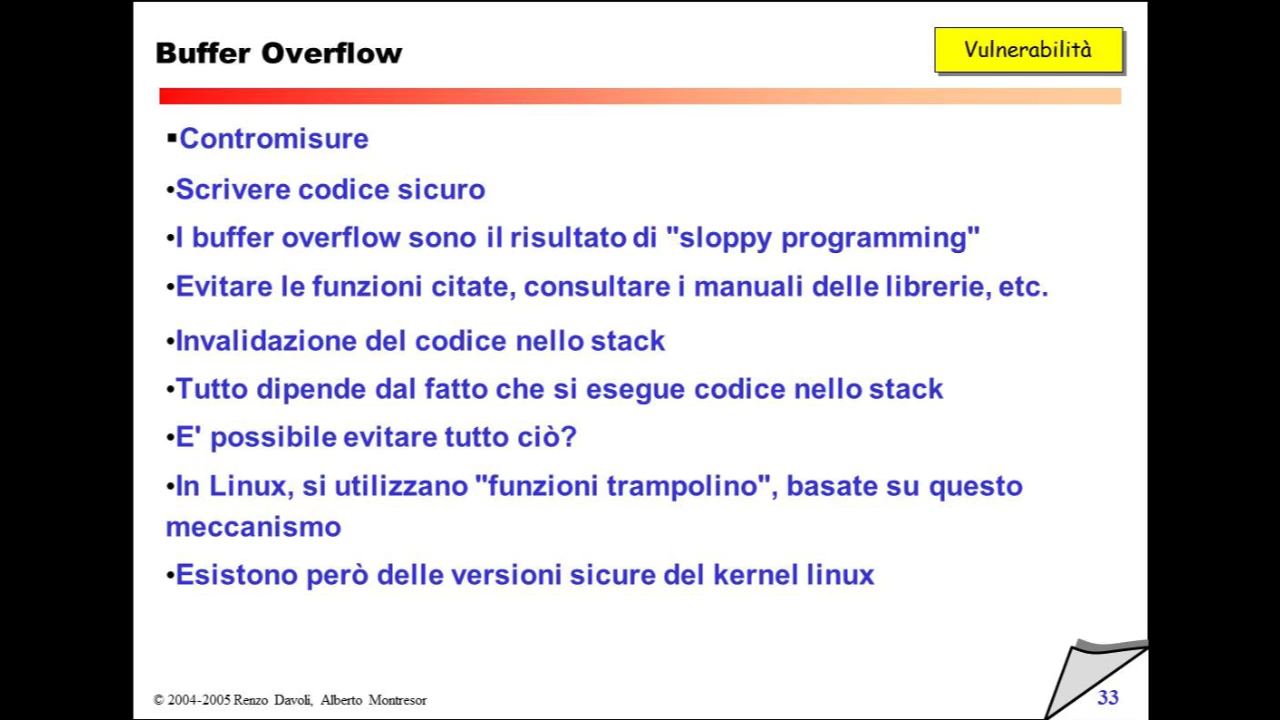 Buffer Overflow
Vulnerabilità
▪Contromisure
•Scrivere codice sicuro
•I buffer overflow sono il risultato di "sloppy programming"
•Evitare le funzioni citate, consultare i manuali delle librerie, etc.
•Invalidazione del codice nello stack
•Tutto dipende dal fatto che si esegue codice nello stack
•E' possibile evitare tutto ciò?
•In Linux, si utilizzano "funzioni trampolino", basate su questo
meccanismo
•Esistono però delle versioni sicure del kernel linux
© 2004-2005 Renzo Davoli, Alberto Montresor
33